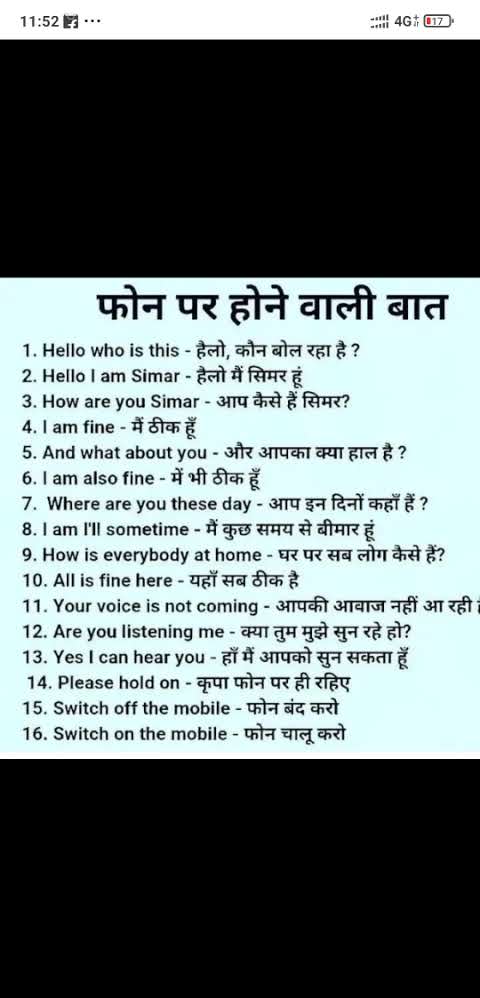 11:52 ...
4G 17
फोन पर होने वाली बात
1. Hello who is this - हैलो, कौन बोल रहा है ?
2. Hello I am Simar - हैलो मैं सिमर हूं
3. How are you Simar - आप कैसे हैं सिमर?
4. I am fine - मैं ठीक हूँ
5. And what about you - और आपका क्या हाल है ?
6. I am also fine - में भी ठीक हूँ
7. Where are you these day - आप इन दिनों कहाँ हैं ?
8. I am I'll sometime - मैं कुछ समय से बीमार हूं
9. How is everybody at home - घर पर सब लोग कैसे हैं?
10. All is fine here - यहाँ सब ठीक है
11. Your voice is not coming - आपकी आवाज नहीं आ रही
12. Are you listening me - क्या तुम मुझे सुन रहे हो?
13. Yes I can hear you - हाँ मैं आपको सुन सकता हूँ
14. Please hold on - कृपा फोन पर ही रहिए
15. Switch off the mobile - फोन बंद करो
16. Switch on the mobile - फोन चालू करो